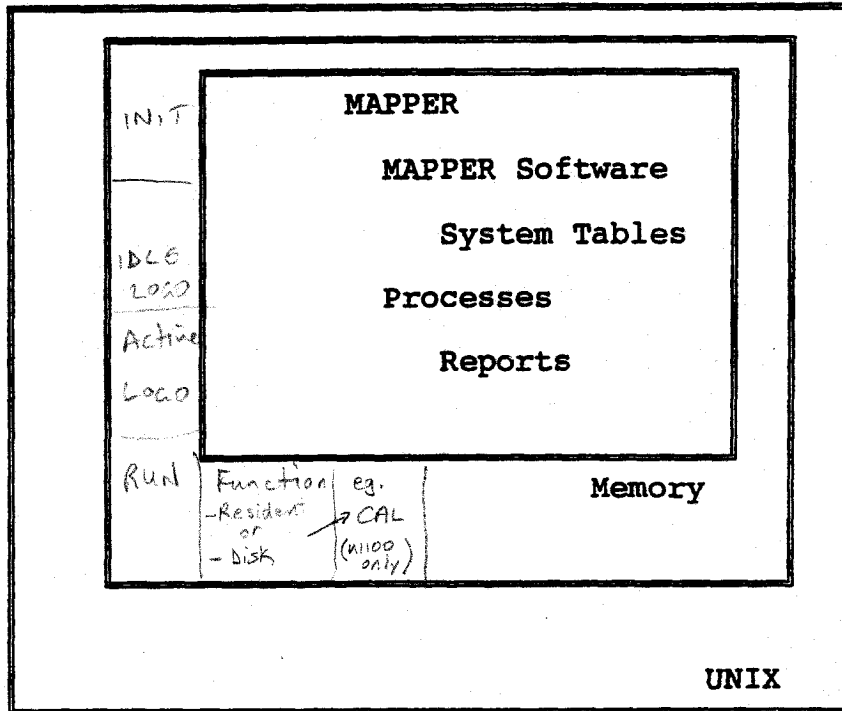 MAPPER
MAPPER Software
System Tables
Processes
Reports
Memory
UNIX
INIT
IDLE
LOGO
Active
LOGO
RUN
Function
-Resident
or
- Disk
eg.
CAL
only)